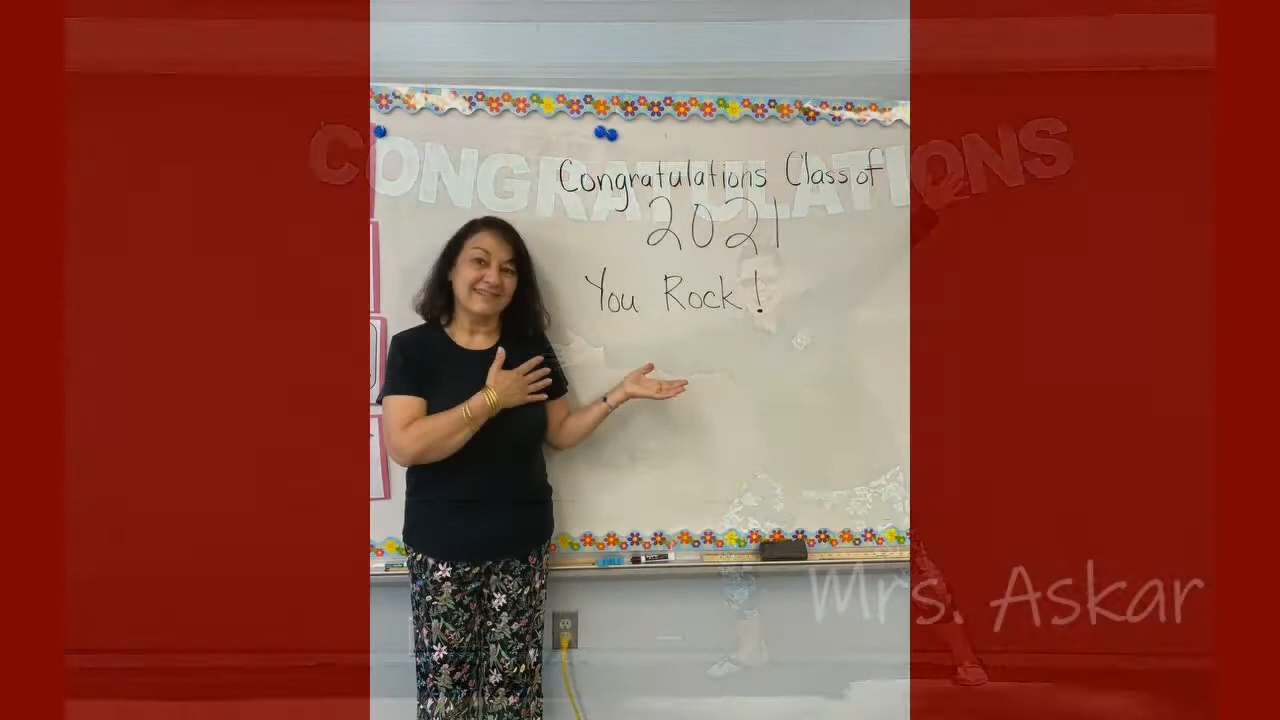 CONGRATULATIONS
Congratulations Class of
2021
You Rock!
Mrs. Askar